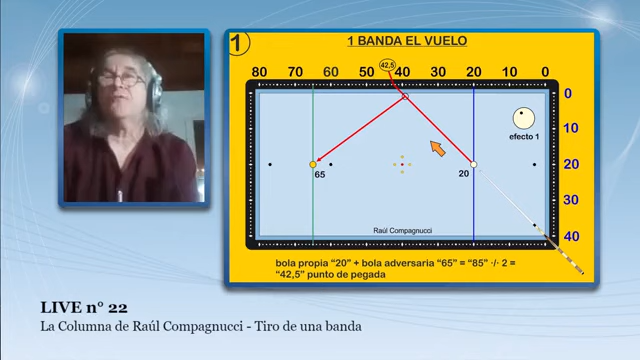 1
1 BANDA EL VUELO
42,5
80 70 60 50 40 30 20 10 0
0
10
efecto 1
20
65
20
30
40
Raúl Compagnucci
bola propia “20” + bola adversaria “65” = “85” ·/· 2 =
“42,5” punto de pegada
LIVE n° 22
La Columna de Raúl Compagnucci - Tiro de una banda